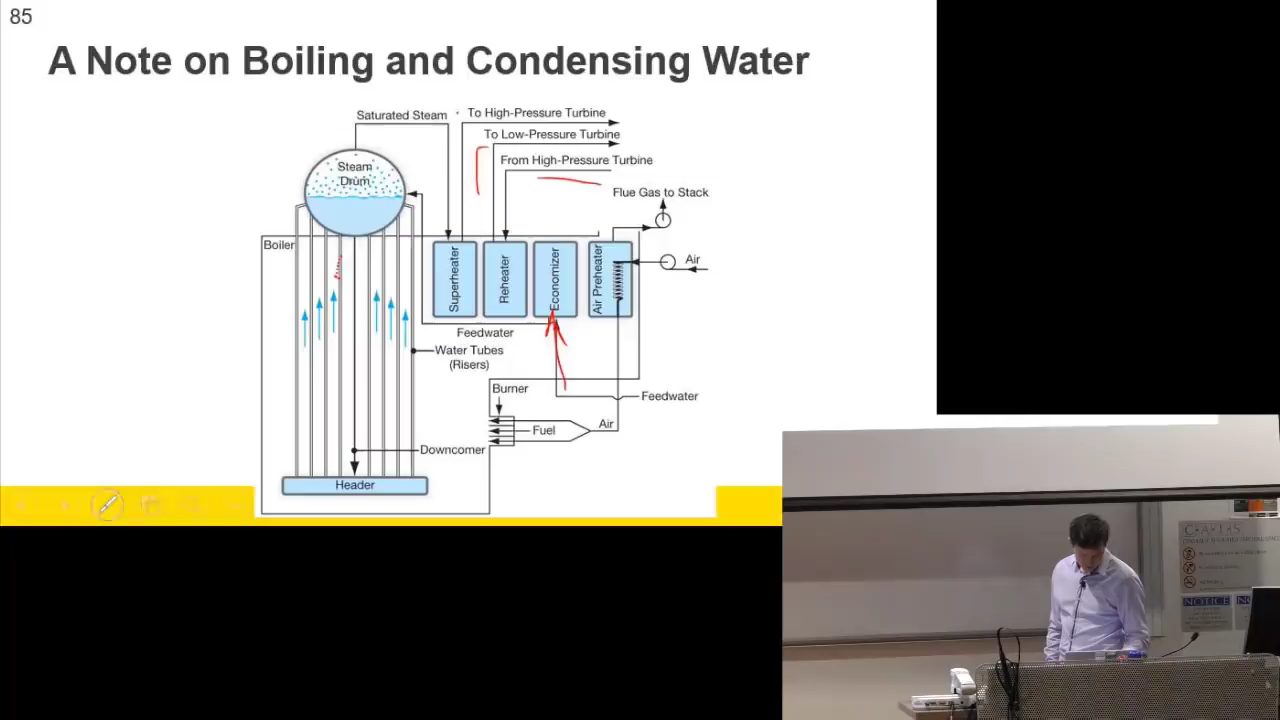 85
A Note on Boiling and Condensing Water
Saturated Steam
To High-Pressure Turbine
To Low-Pressure Turbine
From High-Pressure Turbine
Steam
Drum
Flue Gas to Stack
Boiler
Superheater
Reheater
Economizer
Air Preheater
Air
Feedwater
Water Tubes
(Risers)
Burner
Feedwater
Fuel
Air
Downcomer
Header
NOTICE